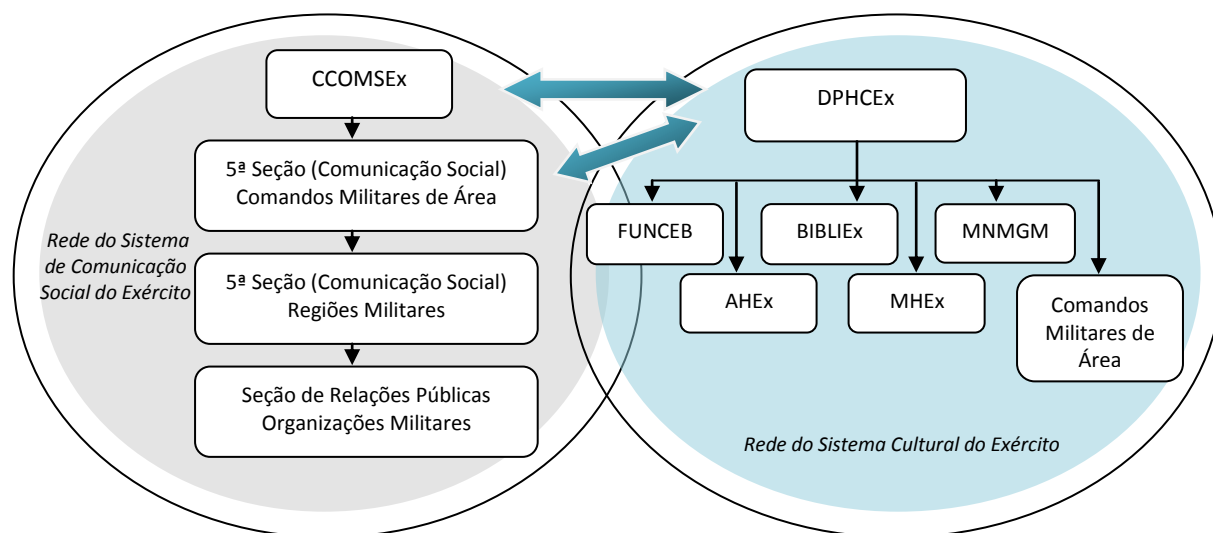 CCOMSEx
5ª Seção (Comunicação Social)
Comandos Militares de Área
Rede do Sistema
de Comunicação
Social do Exército
5ª Seção (Comunicação Social)
Regiões Militares
Seção de Relações Públicas
Organizações Militares
DPHCEx
FUNCEB
BIBLIEx
MNMGM
AHEx
MHEx
Comandos
Militares de
Área
Rede do Sistema Cultural do Exército